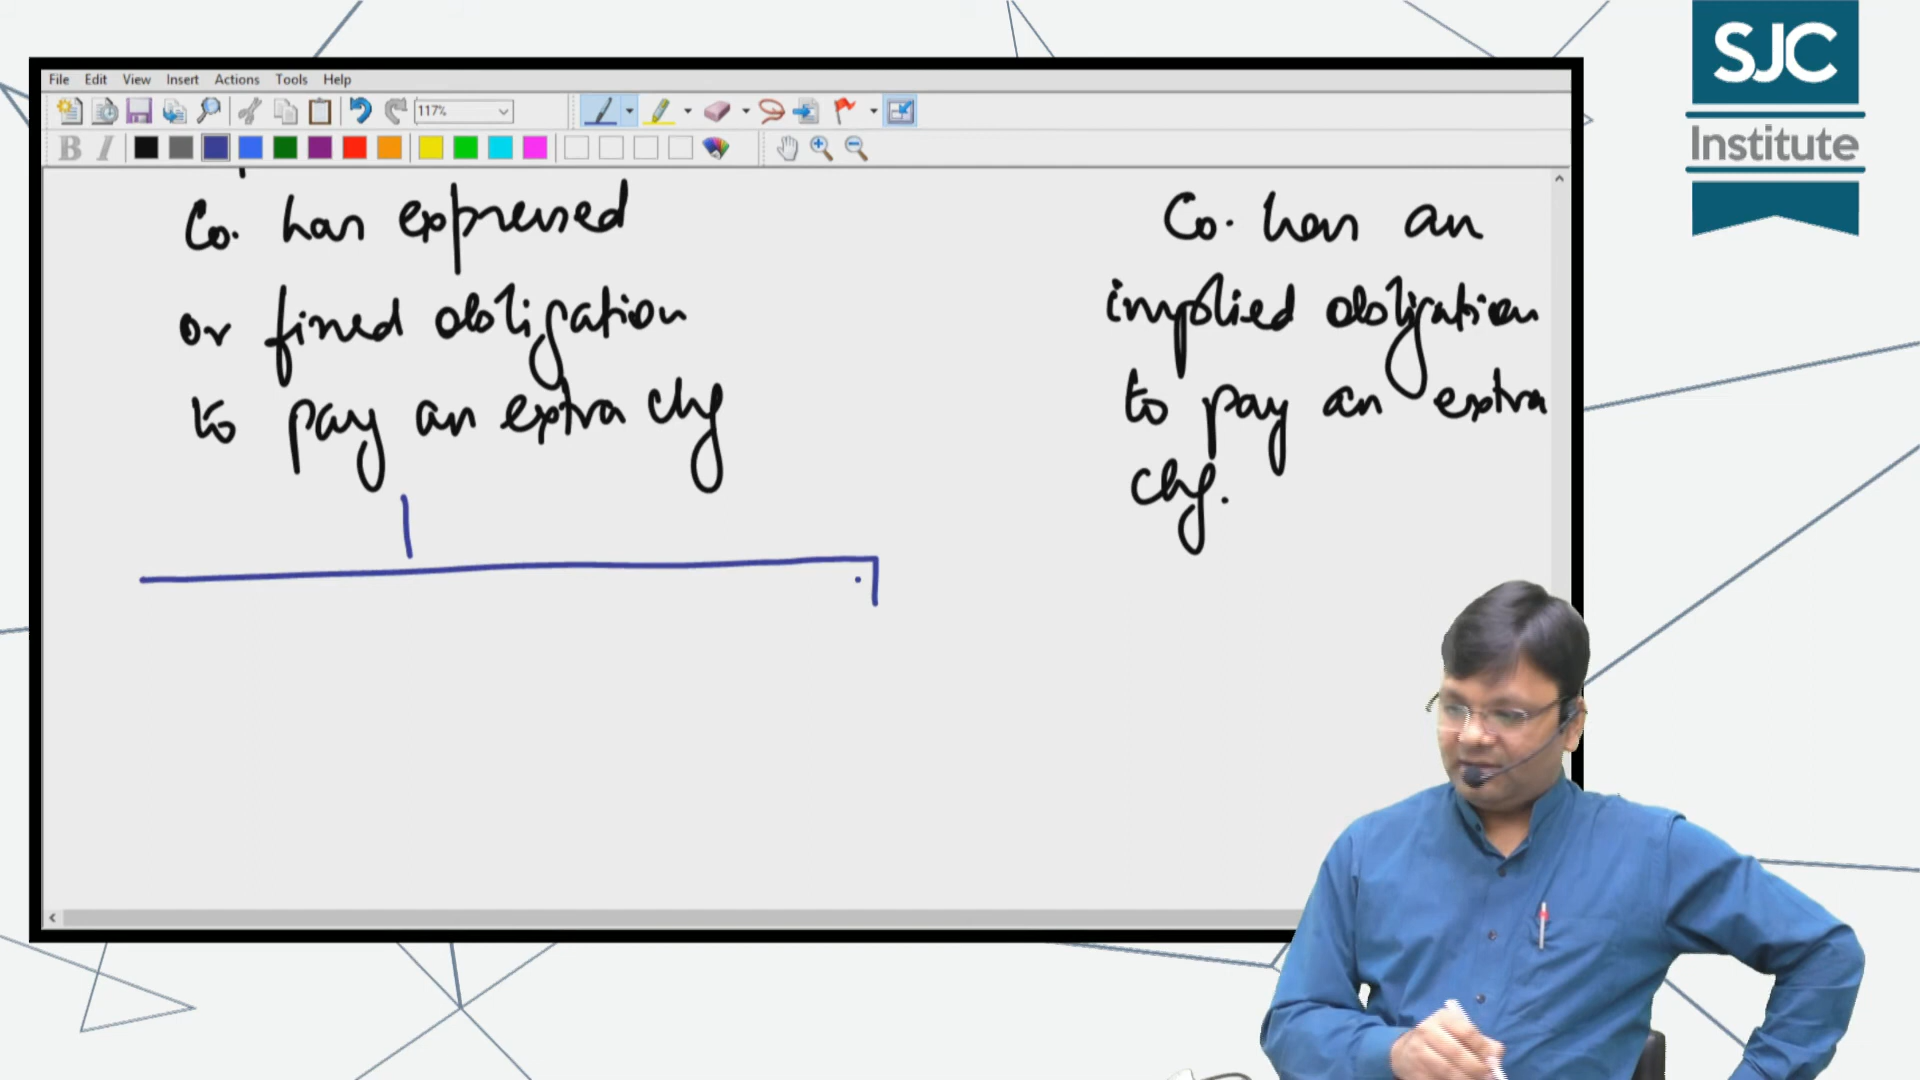 SJC
Institute
File Edit View Insert Actions Tools Help
117%
B I
Co. has expressed
or fixed obligation
to pay an extra chg
Co. has an
implied obligation
to pay an extra
chg.